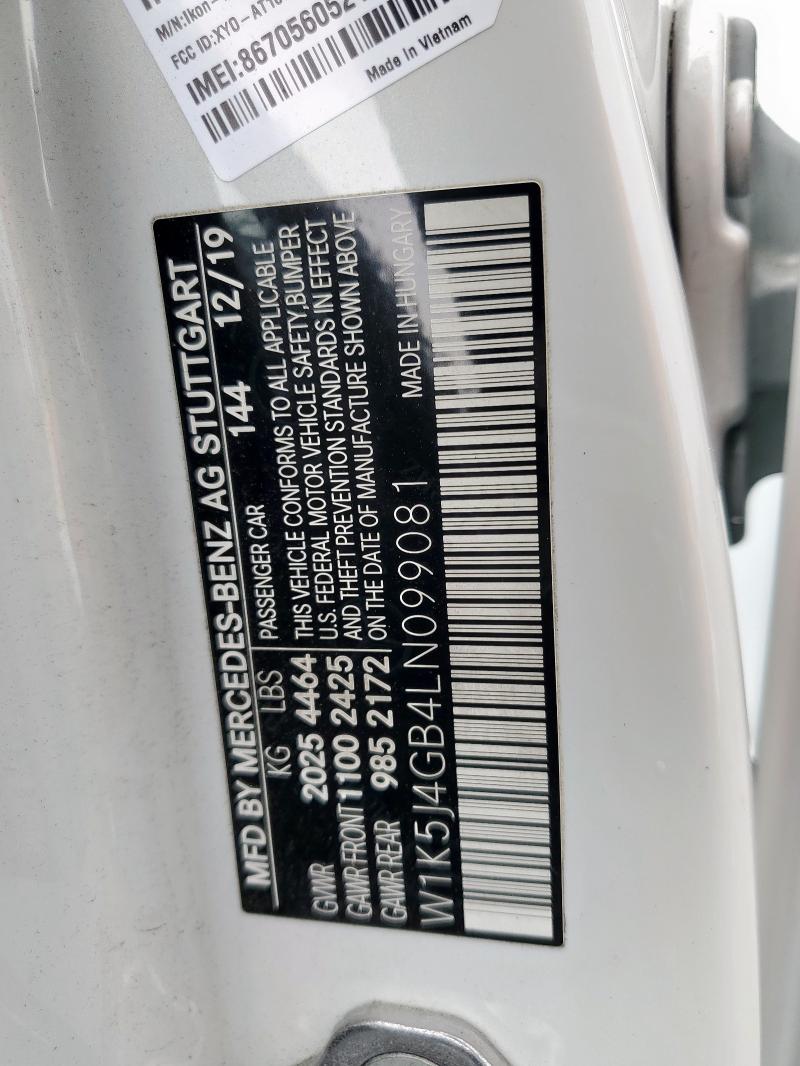 M/N:Ikon-
FCC ID:XYO-AT10
IMEI:867056052
Made in Vietnam
MFD BY MERCEDES-BENZ AG STUTTGART
144 12/19
KG LBS
PASSENGER CAR
GVWR 2025 4464
GAWR FRONT 1100 2425
GAWR REAR 985 2172
THIS VEHICLE CONFORMS TO ALL APPLICABLE
U.S. FEDERAL MOTOR VEHICLE SAFETY,BUMPER
AND THEFT PREVENTION STANDARDS IN EFFECT
ON THE DATE OF MANUFACTURE SHOWN ABOVE
MADE IN HUNGARY
W1K5J4GB4LN099081